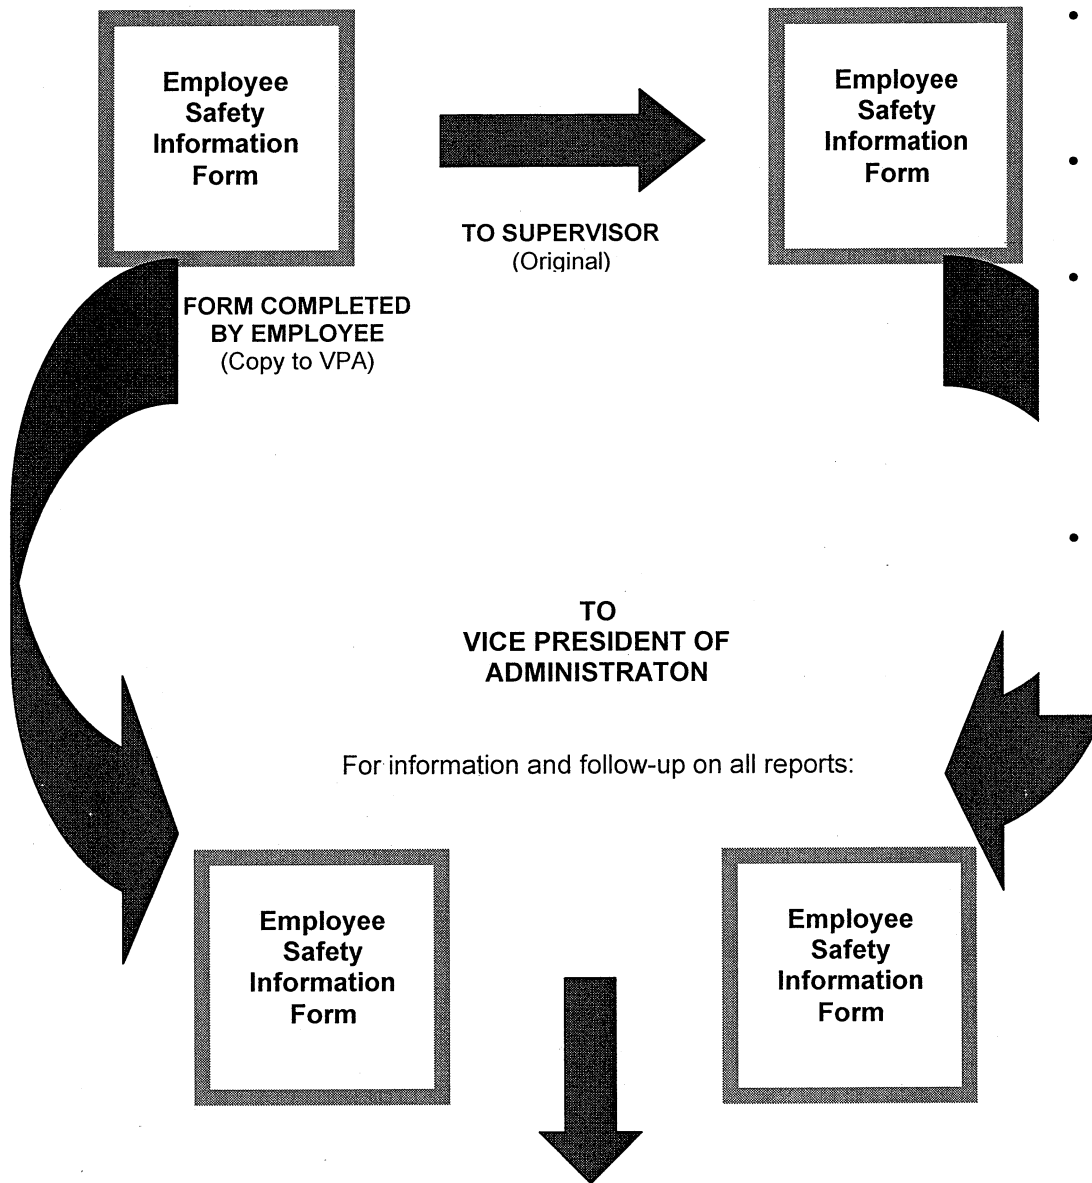 Employee
Safety
Information
Form
Employee
Safety
Information
Form
TO SUPERVISOR
(Original)
FORM COMPLETED
BY EMPLOYEE
(Copy to VPA)
TO
VICE PRESIDENT OF
ADMINISTRATON
For information and follow-up on all reports:
Employee
Safety
Information
Form
Employee
Safety
Information
Form